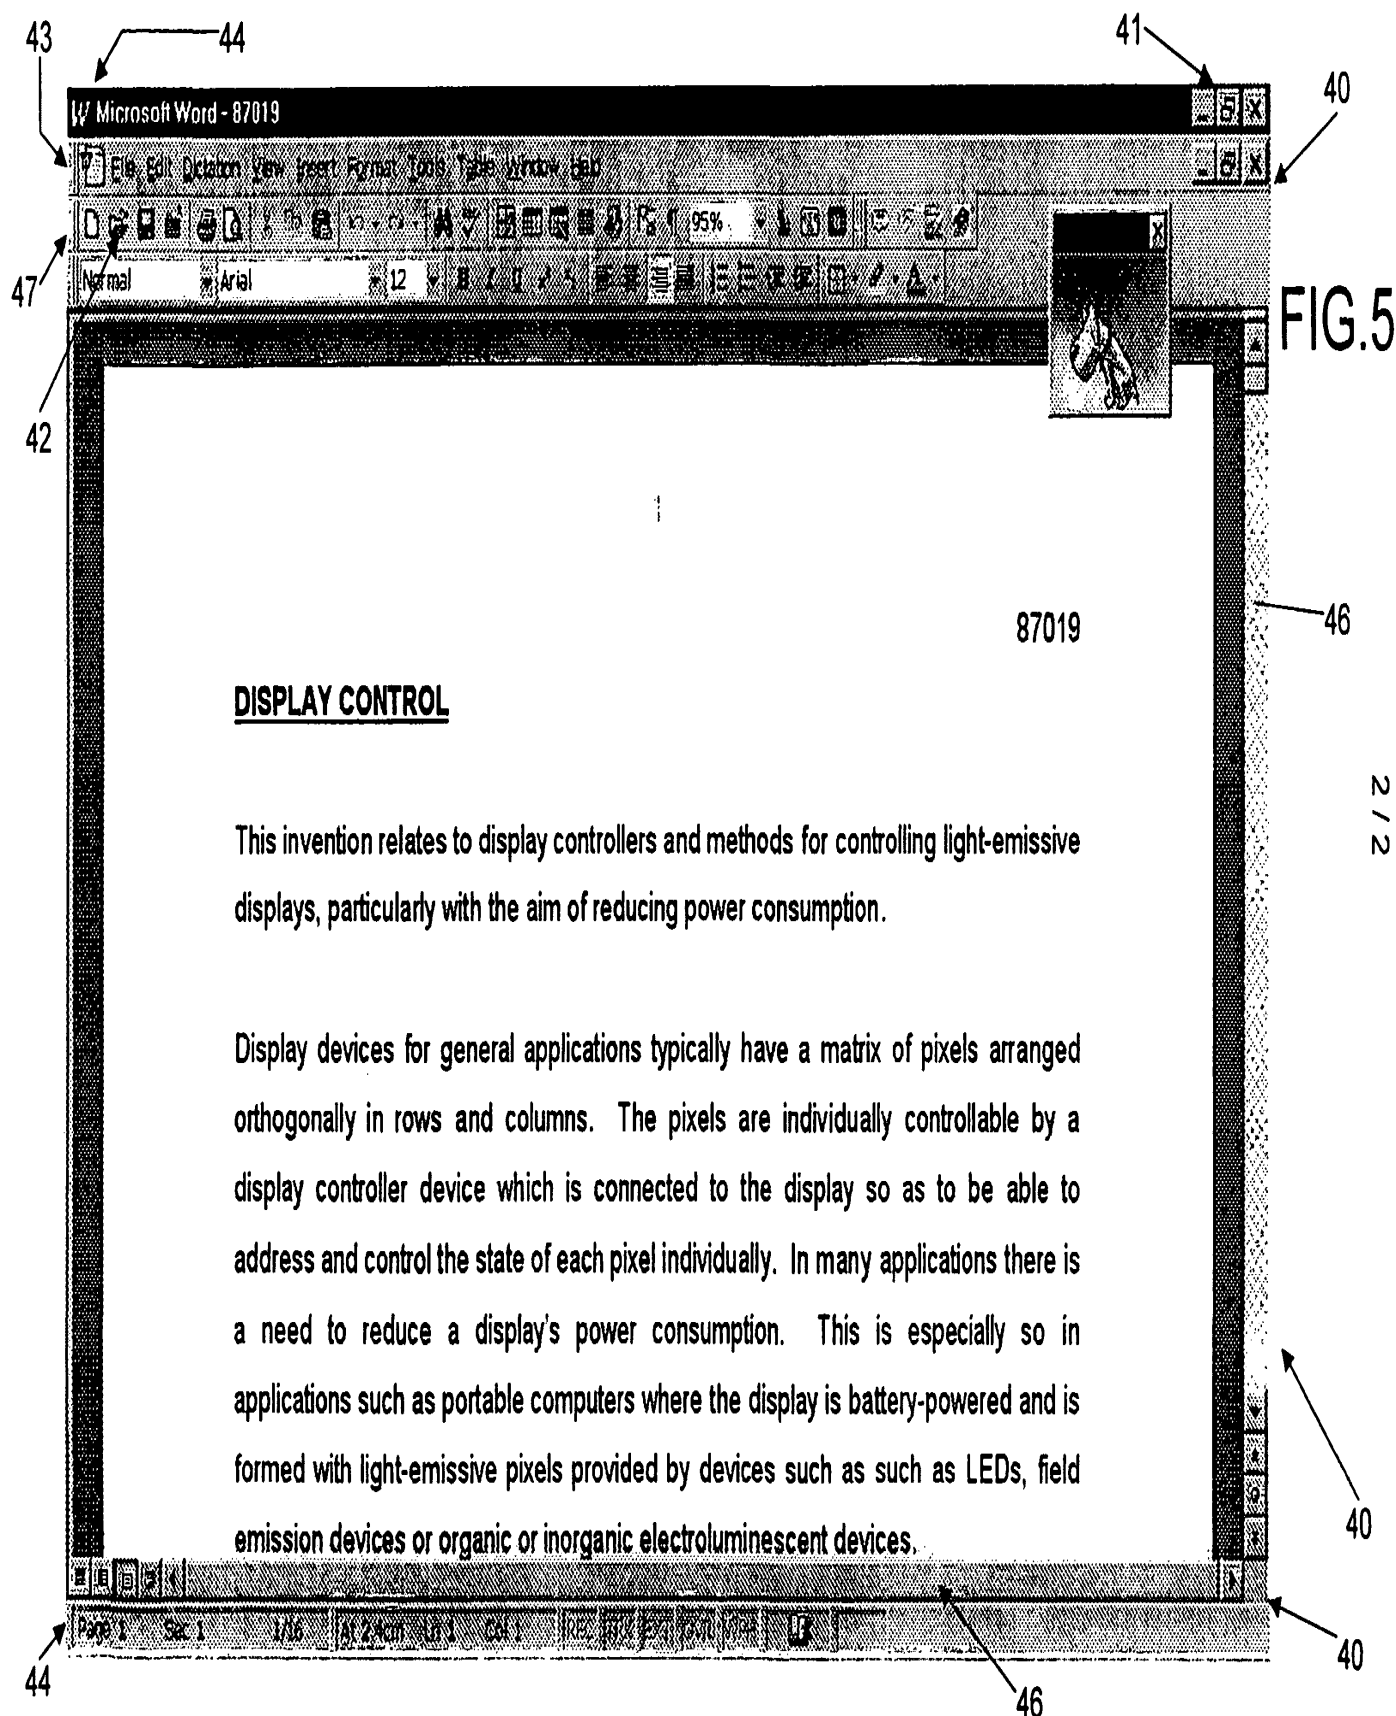 43
44
41
40
Microsoft Word - 87019
File Edit Dictation View Insert Format Tools Table Window Help
95%
47
Normal Arial 12
FIG.5
42
87019
46
DISPLAY CONTROL
2/2
This invention relates to display controllers and methods for controlling light-emissive
displays, particularly with the aim of reducing power consumption.
Display devices for general applications typically have a matrix of pixels arranged
orthogonally in rows and columns. The pixels are individually controllable by a
display controller device which is connected to the display so as to be able to
address and control the state of each pixel individually. In many applications there is
a need to reduce a display's power consumption. This is especially so in
applications such as portable computers where the display is battery-powered and is
formed with light-emissive pixels provided by devices such as such as LEDs, field
emission devices or organic or inorganic electroluminescent devices.
40
Page 1 Sec 1 1/16 At 2.4cm Ln 1 Col 1
44
40
46